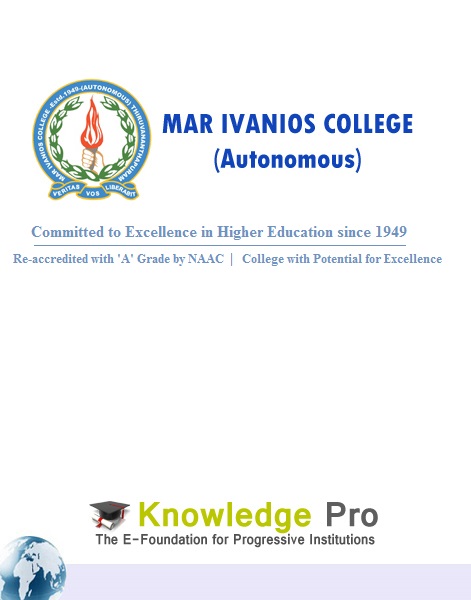 MAR IVANIOS COLLEGE -Estd.1949-(AUTONOMOUS) THIRUVANANTHAPURAM
VERITAS VOS LIBERABIT
MAR IVANIOS COLLEGE
(Autonomous)
Committed to Excellence in Higher Education since 1949
Re-accredited with 'A' Grade by NAAC | College with Potential for Excellence
Knowledge Pro
The E-Foundation for Progressive Institutions